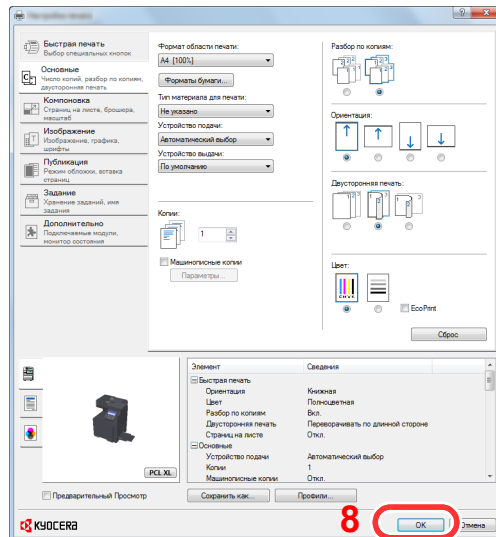 Быстрая печать
Выбор специальных кнопок
Основные
Число копий, разбор по копиям,
двусторонняя печать
Компоновка
Страниц на листе, брошюра,
масштаб
Изображение
Изображение, графика,
шрифты
Публикация
Режим обложки, вставка
страниц
Задание
Хранение заданий, имя
задания
Дополнительно
Подключаемые модули,
монитор состояния
Формат области печати:
A4 [100%]
Форматы бумаги...
Тип материала для печати:
Не указано
Устройство подачи:
Автоматический выбор
Устройство выдачи:
По умолчанию
Копии:
1
Машинописные копии
Параметры...
Разбор по копиям:
Ориентация:
Двусторонняя печать:
Цвет:
CMYK
EcoPrint
Сброс
PCL XL
Предварительный Просмотр
Элемент Сведения
Быстрая печать
Ориентация Книжная
Цвет Полноцветная
Разбор по копиям Вкл.
Двусторонняя печать Переворачивать по длинной стороне
Страниц на листе Откл.
Основные
Устройство подачи Автоматический выбор
Копии 1
Машинописные копии Откл.
Сохранить как... Профили...
KYOCERA
8
OK
Отмена